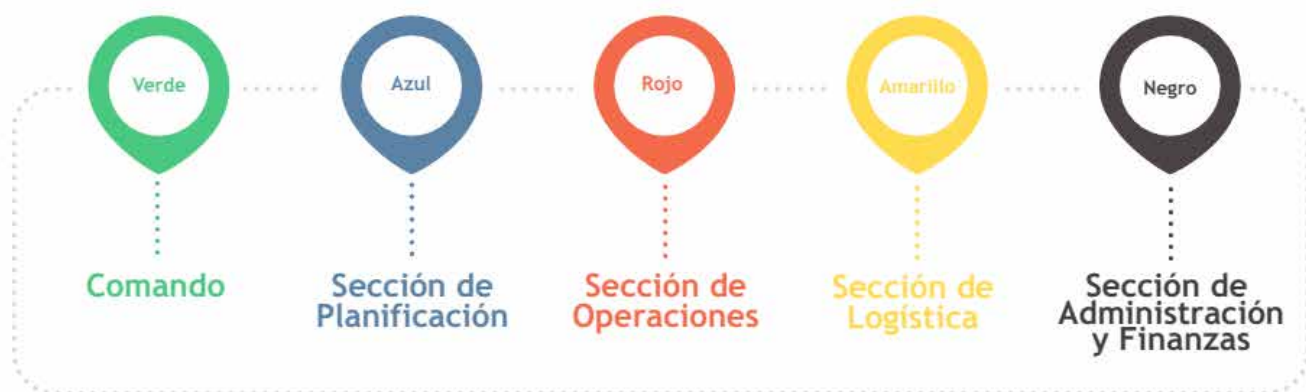 Verde
Azul
Rojo
Amarillo
Negro
Comando
Sección de
Planificación
Sección de
Operaciones
Sección de
Logística
Sección de
Administración
y Finanzas